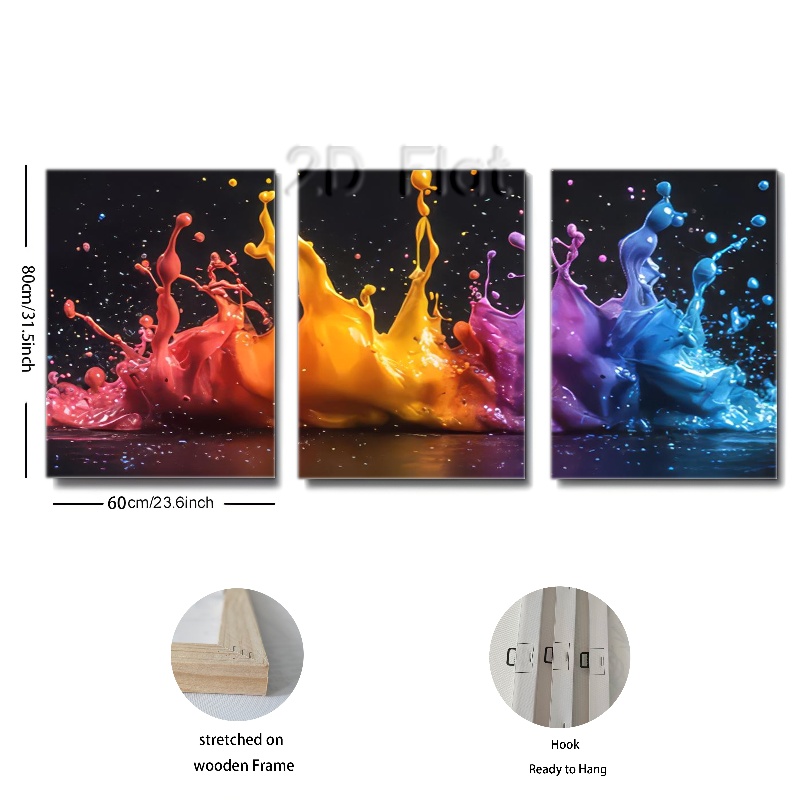 2D Flat
80cm/31.5inch
60cm/23.6inch
stretched on
wooden Frame
Hook
Ready to Hang